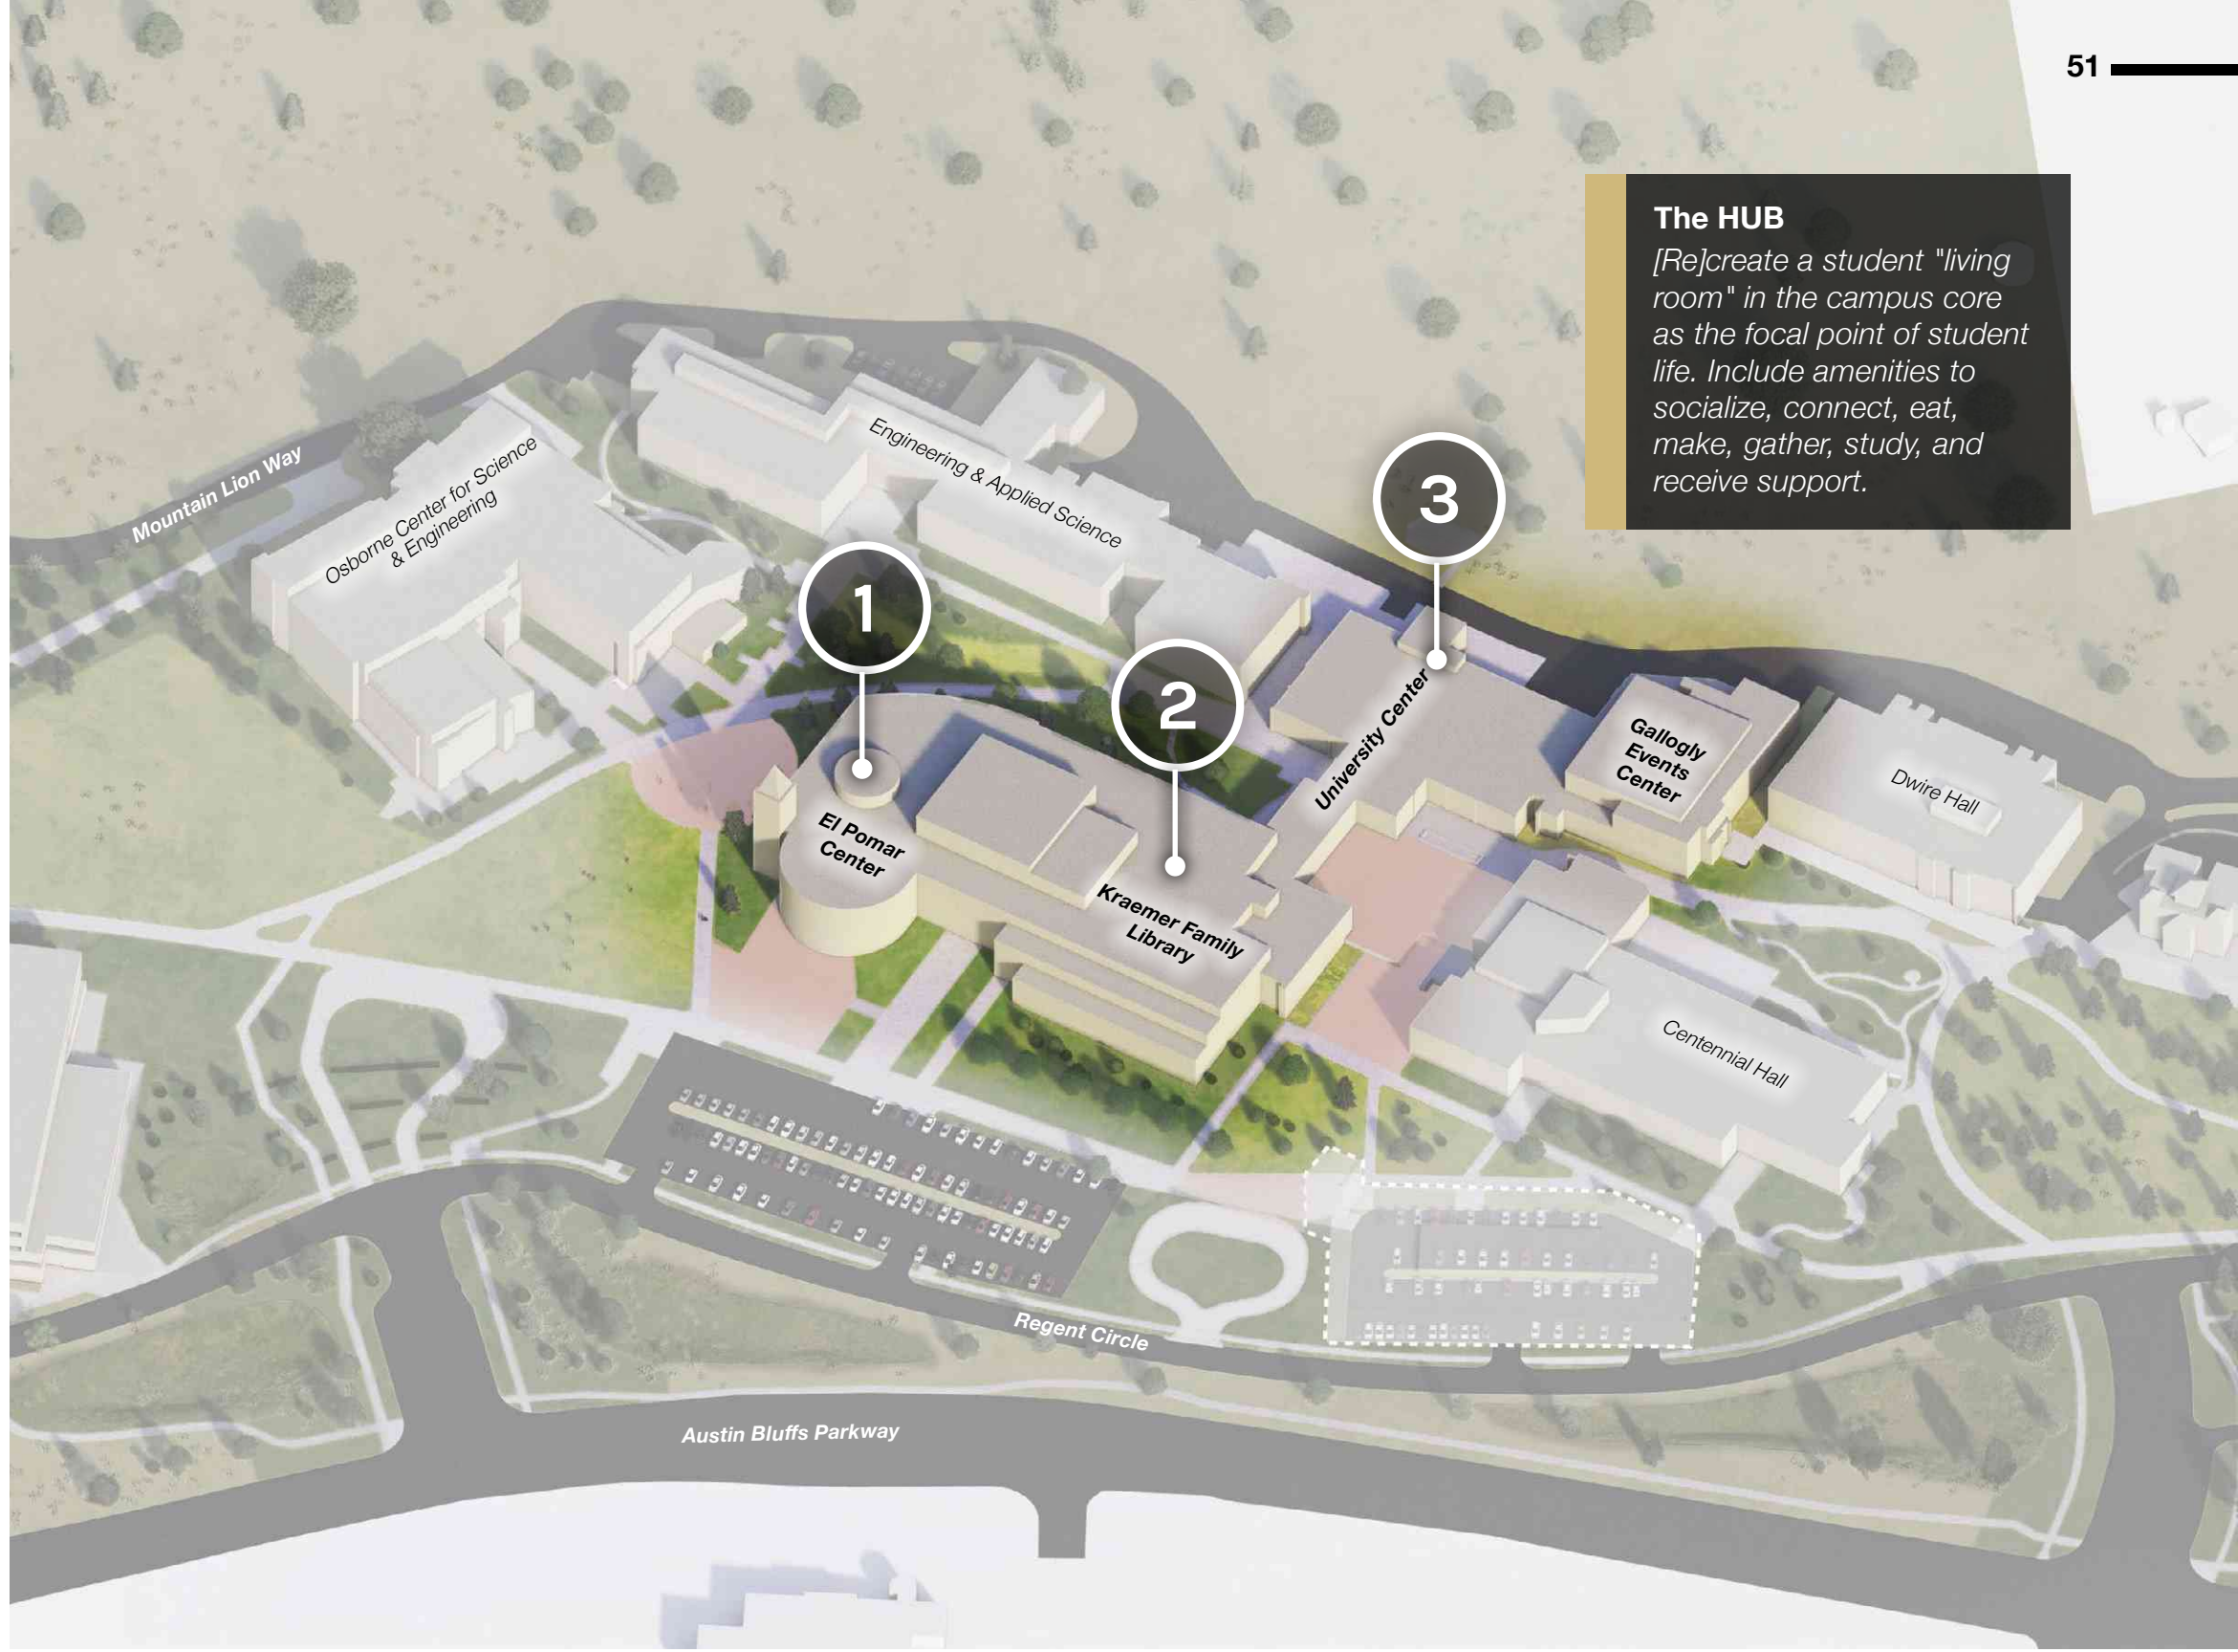 51
The HUB
[Re]create a student "living
room" in the campus core
as the focal point of student
life. Include amenities to
socialize, connect, eat,
make, gather, study, and
receive support.
Mountain Lion Way
Osborne Center for Science
& Engineering
Engineering & Applied Science
3
1
2
University Center
Gallogly
Events
Center
Dwire Hall
El Pomar
Center
Kraemer Family
Library
Centennial Hall
Regent Circle
Austin Bluffs Parkway